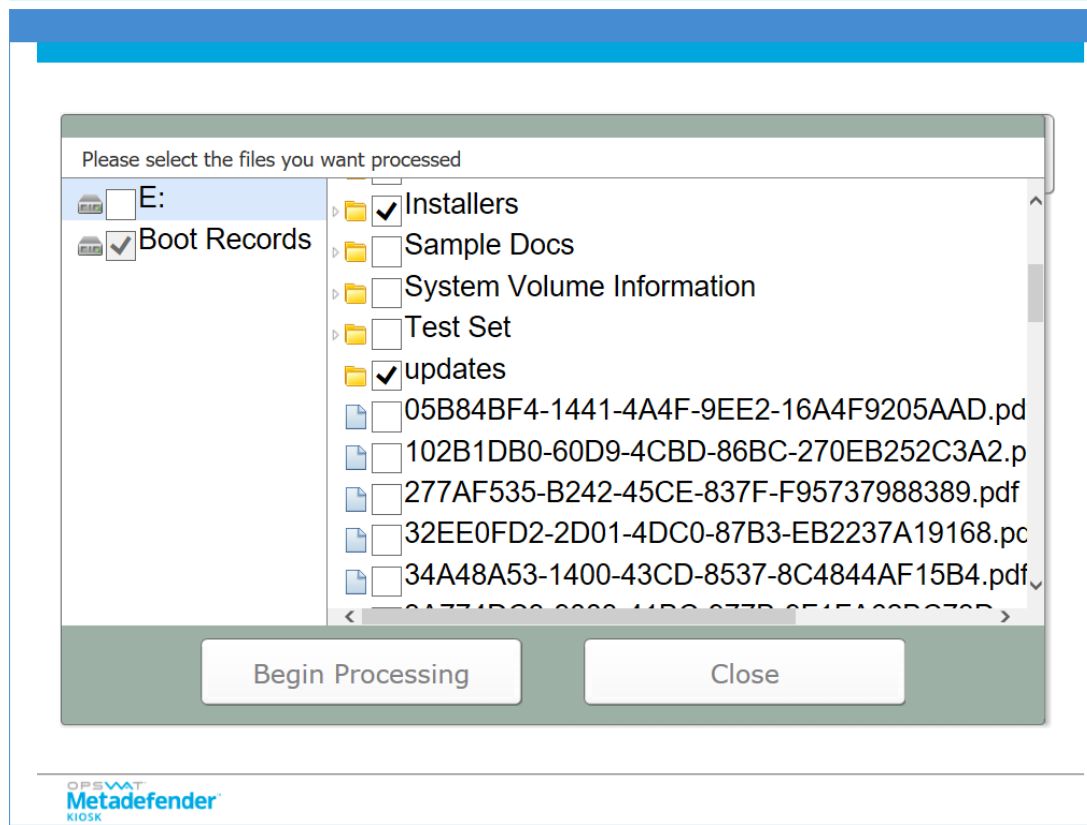 Please select the files you want processed
E:
Boot Records
Installers
Sample Docs
System Volume Information
Test Set
updates
05B84BF4-1441-4A4F-9EE2-16A4F9205AAD.pd
102B1DB0-60D9-4CBD-86BC-270EB252C3A2.p
277AF535-B242-45CE-837F-F95737988389.pdf
32EE0FD2-2D01-4DC0-87B3-EB2237A19168.pd
34A48A53-1400-43CD-8537-8C4844AF15B4.pdf
Begin Processing
Close
OPSWAT
Metadefender
KIOSK